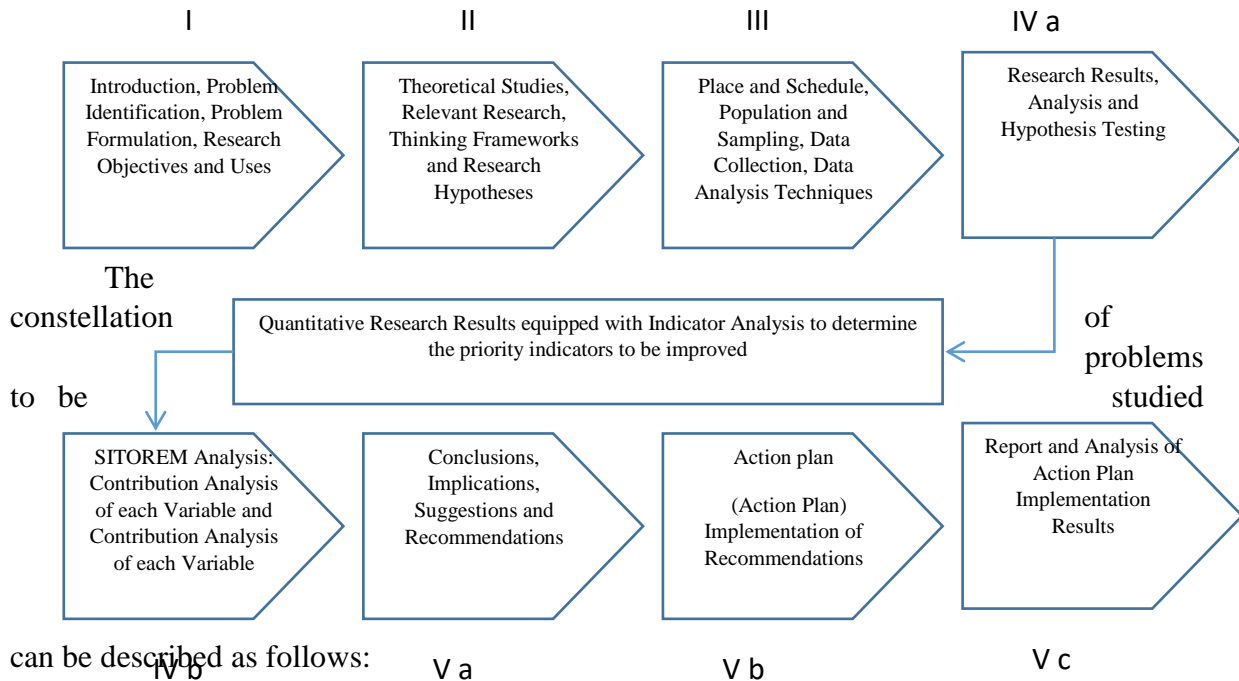 I
II
III
IV a
Introduction, Problem
Identification, Problem
Formulation, Research
Objectives and Uses
Theoretical Studies,
Relevant Research,
Thinking Frameworks
and Research
Hypotheses
Place and Schedule,
Population and
Sampling, Data
Collection, Data
Analysis Techniques
Research Results,
Analysis and
Hypothesis Testing
The
constellation
of
problems
to be
studied
Quantitative Research Results equipped with Indicator Analysis to determine
the priority indicators to be improved
SITOREM Analysis:
Contribution Analysis
of each Variable and
Contribution Analysis
of each Variable
Conclusions,
Implications,
Suggestions and
Recommendations
Action plan
(Action Plan)
Implementation of
Recommendations
Report and Analysis of
Action Plan
Implementation
Results
can be described as follows:
IV b
V a
V b
V c